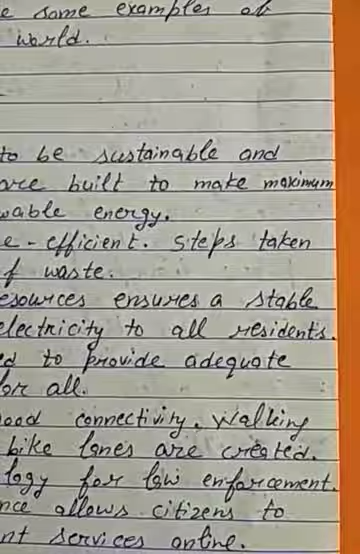 e some examples of
world.
to be sustainable and
are built to make maximum
wable energy.
e-efficient. Steps taken
f waste.
esources ensures a stable
electricity to all residents.
ed to provide adequate
for all.
ood connectivity. Walking
bike lanes are created.
logy for law enforcement.
nce allows citizens to
nt services online.